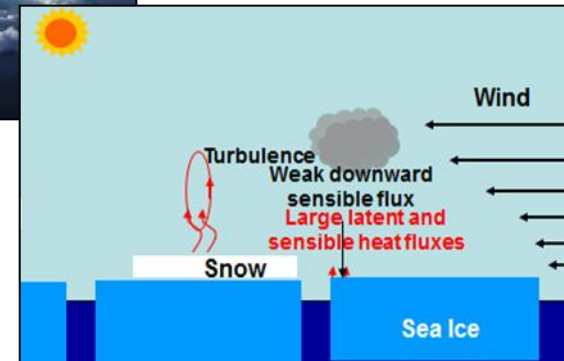 Wind
Turbulence
Weak downward
sensible flux
Large latent and
sensible heat fluxes
Snow
Sea Ice